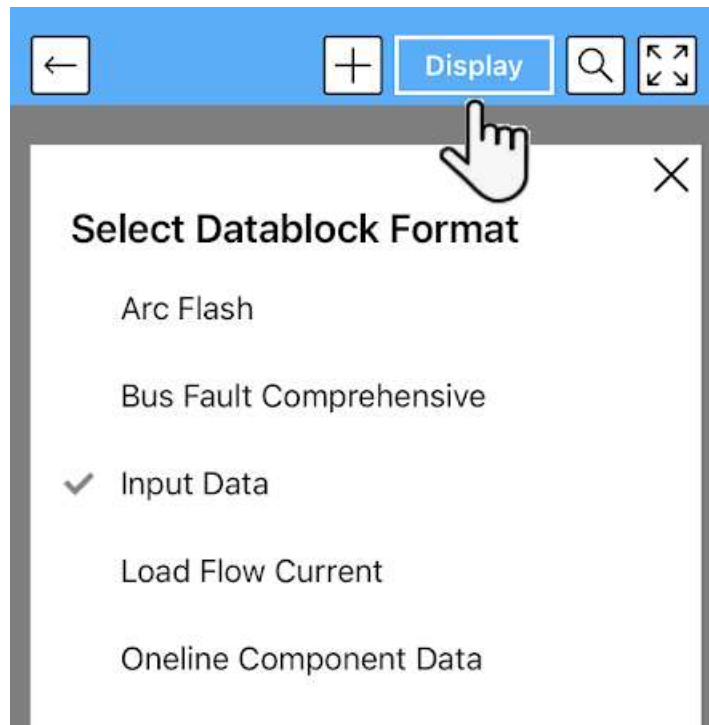 Display
Select Datablock Format
Arc Flash
Bus Fault Comprehensive
Input Data
Load Flow Current
Oneline Component Data